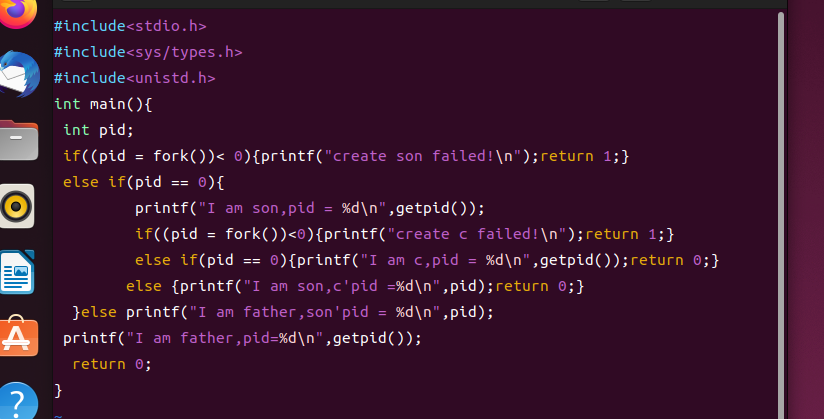 #include<stdio.h>
#include<sys/types.h>
#include<unistd.h>
int main(){
 int pid;
 if((pid = fork())< 0){printf("create son failed!\n");return 1;}
 else if(pid == 0){
         printf("I am son,pid = %d\n",getpid());
         if((pid = fork())<0){printf("create c failed!\n");return 1;}
         else if(pid == 0){printf("I am c,pid = %d\n",getpid());return 0;}
        else {printf("I am son,c'pid =%d\n",pid);return 0;}
  }else printf("I am father,son'pid = %d\n",pid);
 printf("I am father,pid=%d\n",getpid());
  return 0;
}
~